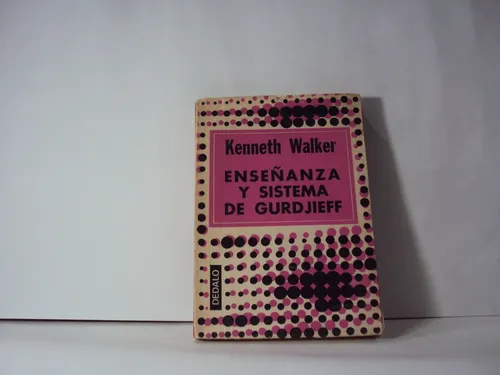 Kenneth Walker
ENSEÑANZA
Y SISTEMA
DE GURDJIEFF
DEDALO